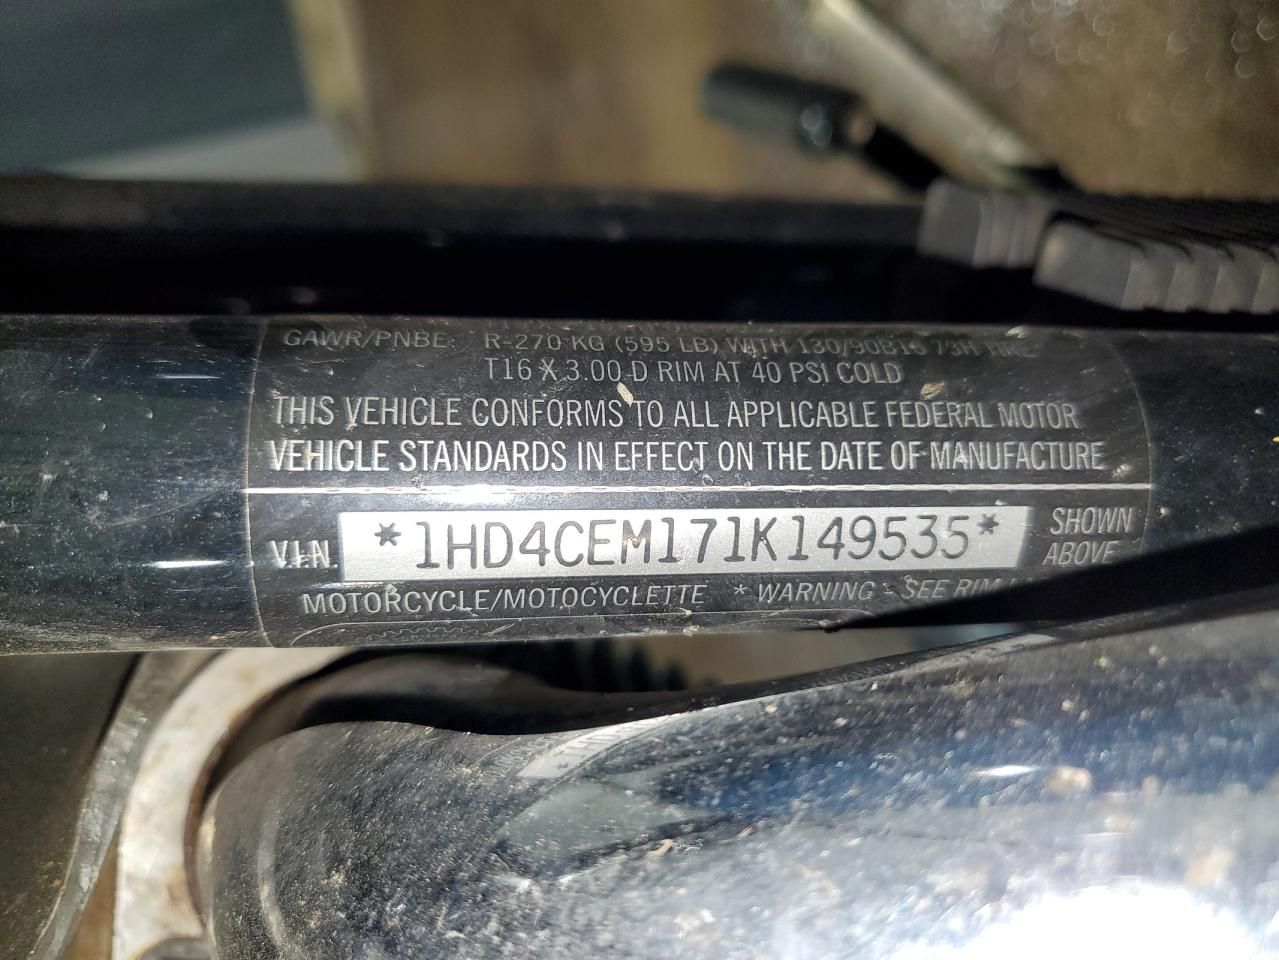 GAWR/PNBE: R-270 KG (595 LB) WITH 130/90B16 73H TIRE
T16 X 3.00 D RIM AT 40 PSI COLD
THIS VEHICLE CONFORMS TO ALL APPLICABLE FEDERAL MOTOR
VEHICLE STANDARDS IN EFFECT ON THE DATE OF MANUFACTURE
V.I.N. *1HD4CEM171K149535* SHOWN ABOVE
MOTORCYCLE/MOTOCYCLETTE * WARNING - SEE RIM